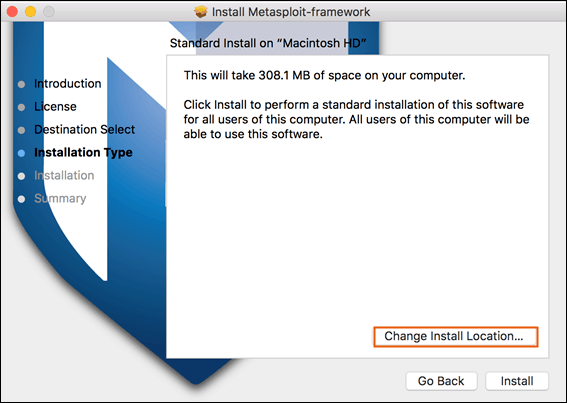 Install Metasploit-framework
Standard Install on “Macintosh HD”
Introduction
License
Destination Select
Installation Type
Installation
Summary
This will take 308.1 MB of space on your computer.
Click Install to perform a standard installation of this software
for all users of this computer. All users of this computer will be
able to use this software.
Change Install Location...
Go Back
Install